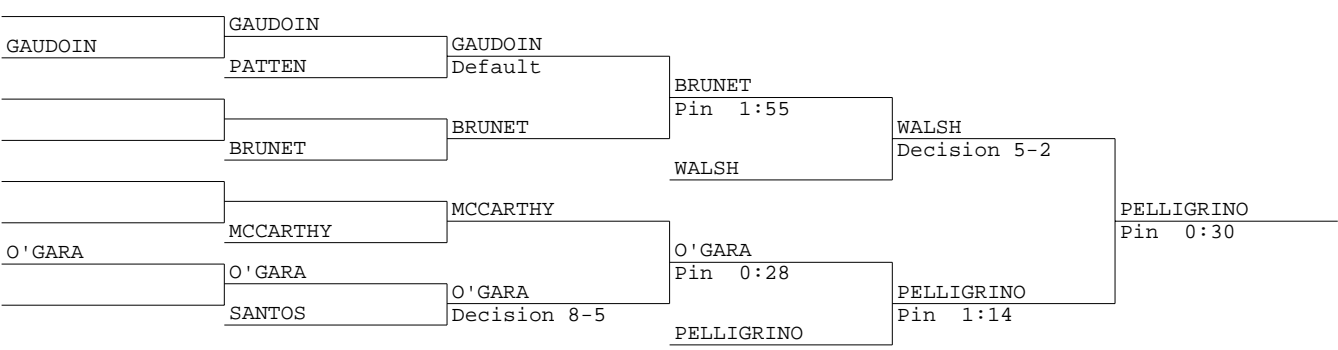 GAUDOIN
GAUDOIN
PATTEN
GAUDOIN
Default
BRUNET
BRUNET
BRUNET
Pin 1:55
WALSH
WALSH
Decision 5-2
MCCARTHY
MCCARTHY
O'GARA
O'GARA
SANTOS
O'GARA
Decision 8-5
O'GARA
Pin 0:28
PELLIGRINO
PELLIGRINO
Pin 1:14
PELLIGRINO
Pin 0:30